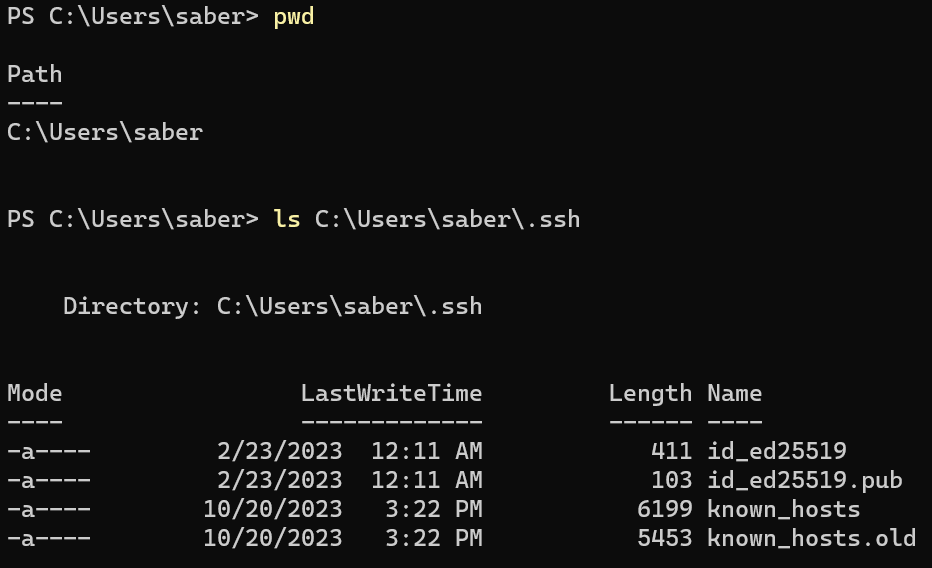 PS C:\Users\saber> pwd
Path
----
C:\Users\saber
PS C:\Users\saber> ls C:\Users\saber\.ssh
    Directory: C:\Users\saber\.ssh
Mode                 LastWriteTime         Length Name
----                 -------------         ------ ----
-a----         2/23/2023  12:11 AM            411 id_ed25519
-a----         2/23/2023  12:11 AM            103 id_ed25519.pub
-a----        10/20/2023   3:22 PM           6199 known_hosts
-a----        10/20/2023   3:22 PM           5453 known_hosts.old